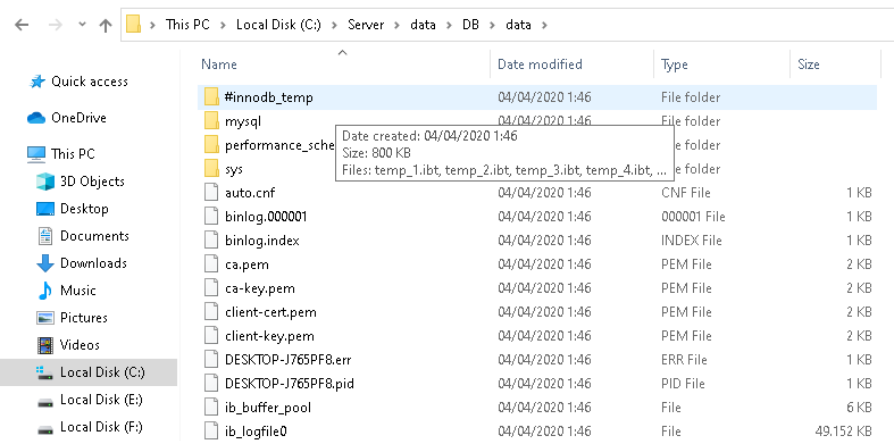 This PC > Local Disk (C:) > Server > data > DB > data >
Name Date modified Type Size
Quick access
OneDrive
This PC
3D Objects
Desktop
Documents
Downloads
Music
Pictures
Videos
Local Disk (C:)
Local Disk (E:)
Local Disk (F:)
#innodb_temp 04/04/2020 1:46 File folder
mysql 04/04/2020 1:46 File folder
performance_sche e folder
sys e folder
Date created: 04/04/2020 1:46
Size: 800 KB
Files: temp_1.ibt, temp_2.ibt, temp_3.ibt, temp_4.ibt, ...
auto.cnf 04/04/2020 1:46 CNF File 1 KB
binlog.000001 04/04/2020 1:46 000001 File 1 KB
binlog.index 04/04/2020 1:46 INDEX File 1 KB
ca.pem 04/04/2020 1:46 PEM File 2 KB
ca-key.pem 04/04/2020 1:46 PEM File 2 KB
client-cert.pem 04/04/2020 1:46 PEM File 2 KB
client-key.pem 04/04/2020 1:46 PEM File 2 KB
DESKTOP-J765PF8.err 04/04/2020 1:46 ERR File 1 KB
DESKTOP-J765PF8.pid 04/04/2020 1:46 PID File 1 KB
ib_buffer_pool 04/04/2020 1:46 File 6 KB
ib_logfile0 04/04/2020 1:46 File 49.152 KB